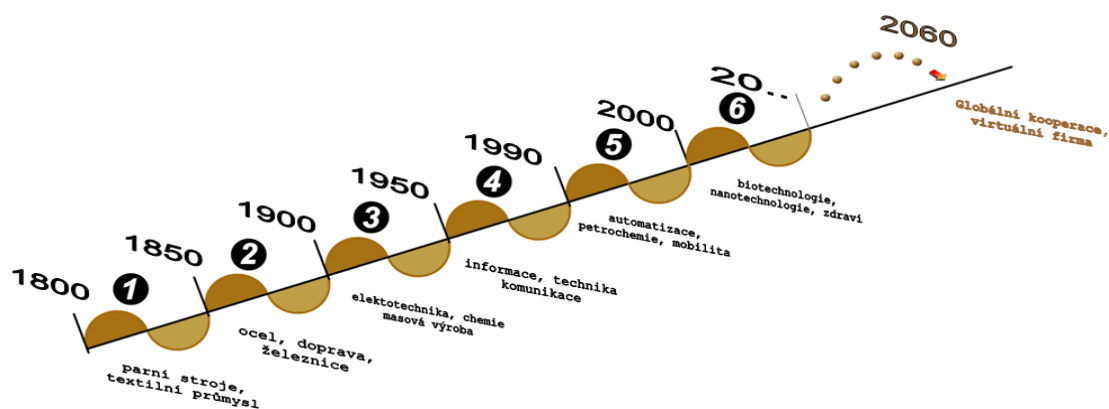 1800
1
parní stroje,
textilní průmysl
1850
2
ocel, doprava,
železnice
1900
3
elektotechnika, chemie
masová výroba
1950
4
informace, technika
komunikace
1990
5
automatizace,
petrochemie, mobilita
2000
6
biotechnologie,
nanotechnologie, zdraví
20..
2060
Globální kooperace,
virtuální firma